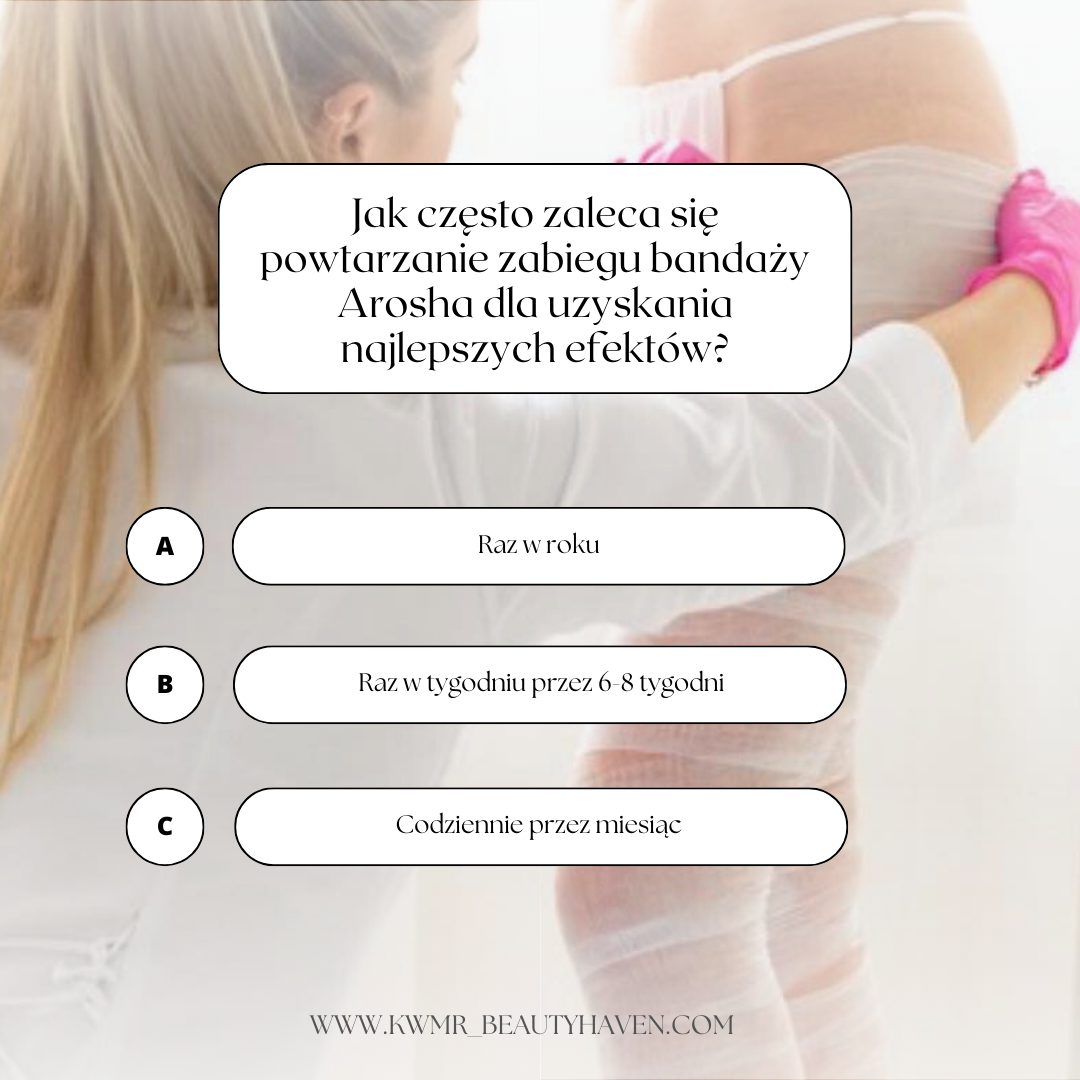 Jak często zaleca się
powtarzanie zabiegu bandaży
Arosha dla uzyskania
najlepszych efektów?
A
Raz w roku
B
Raz w tygodniu przez 6-8 tygodni
C
Codziennie przez miesiąc
WWW.KWMR_BEAUTYHAVEN.COM